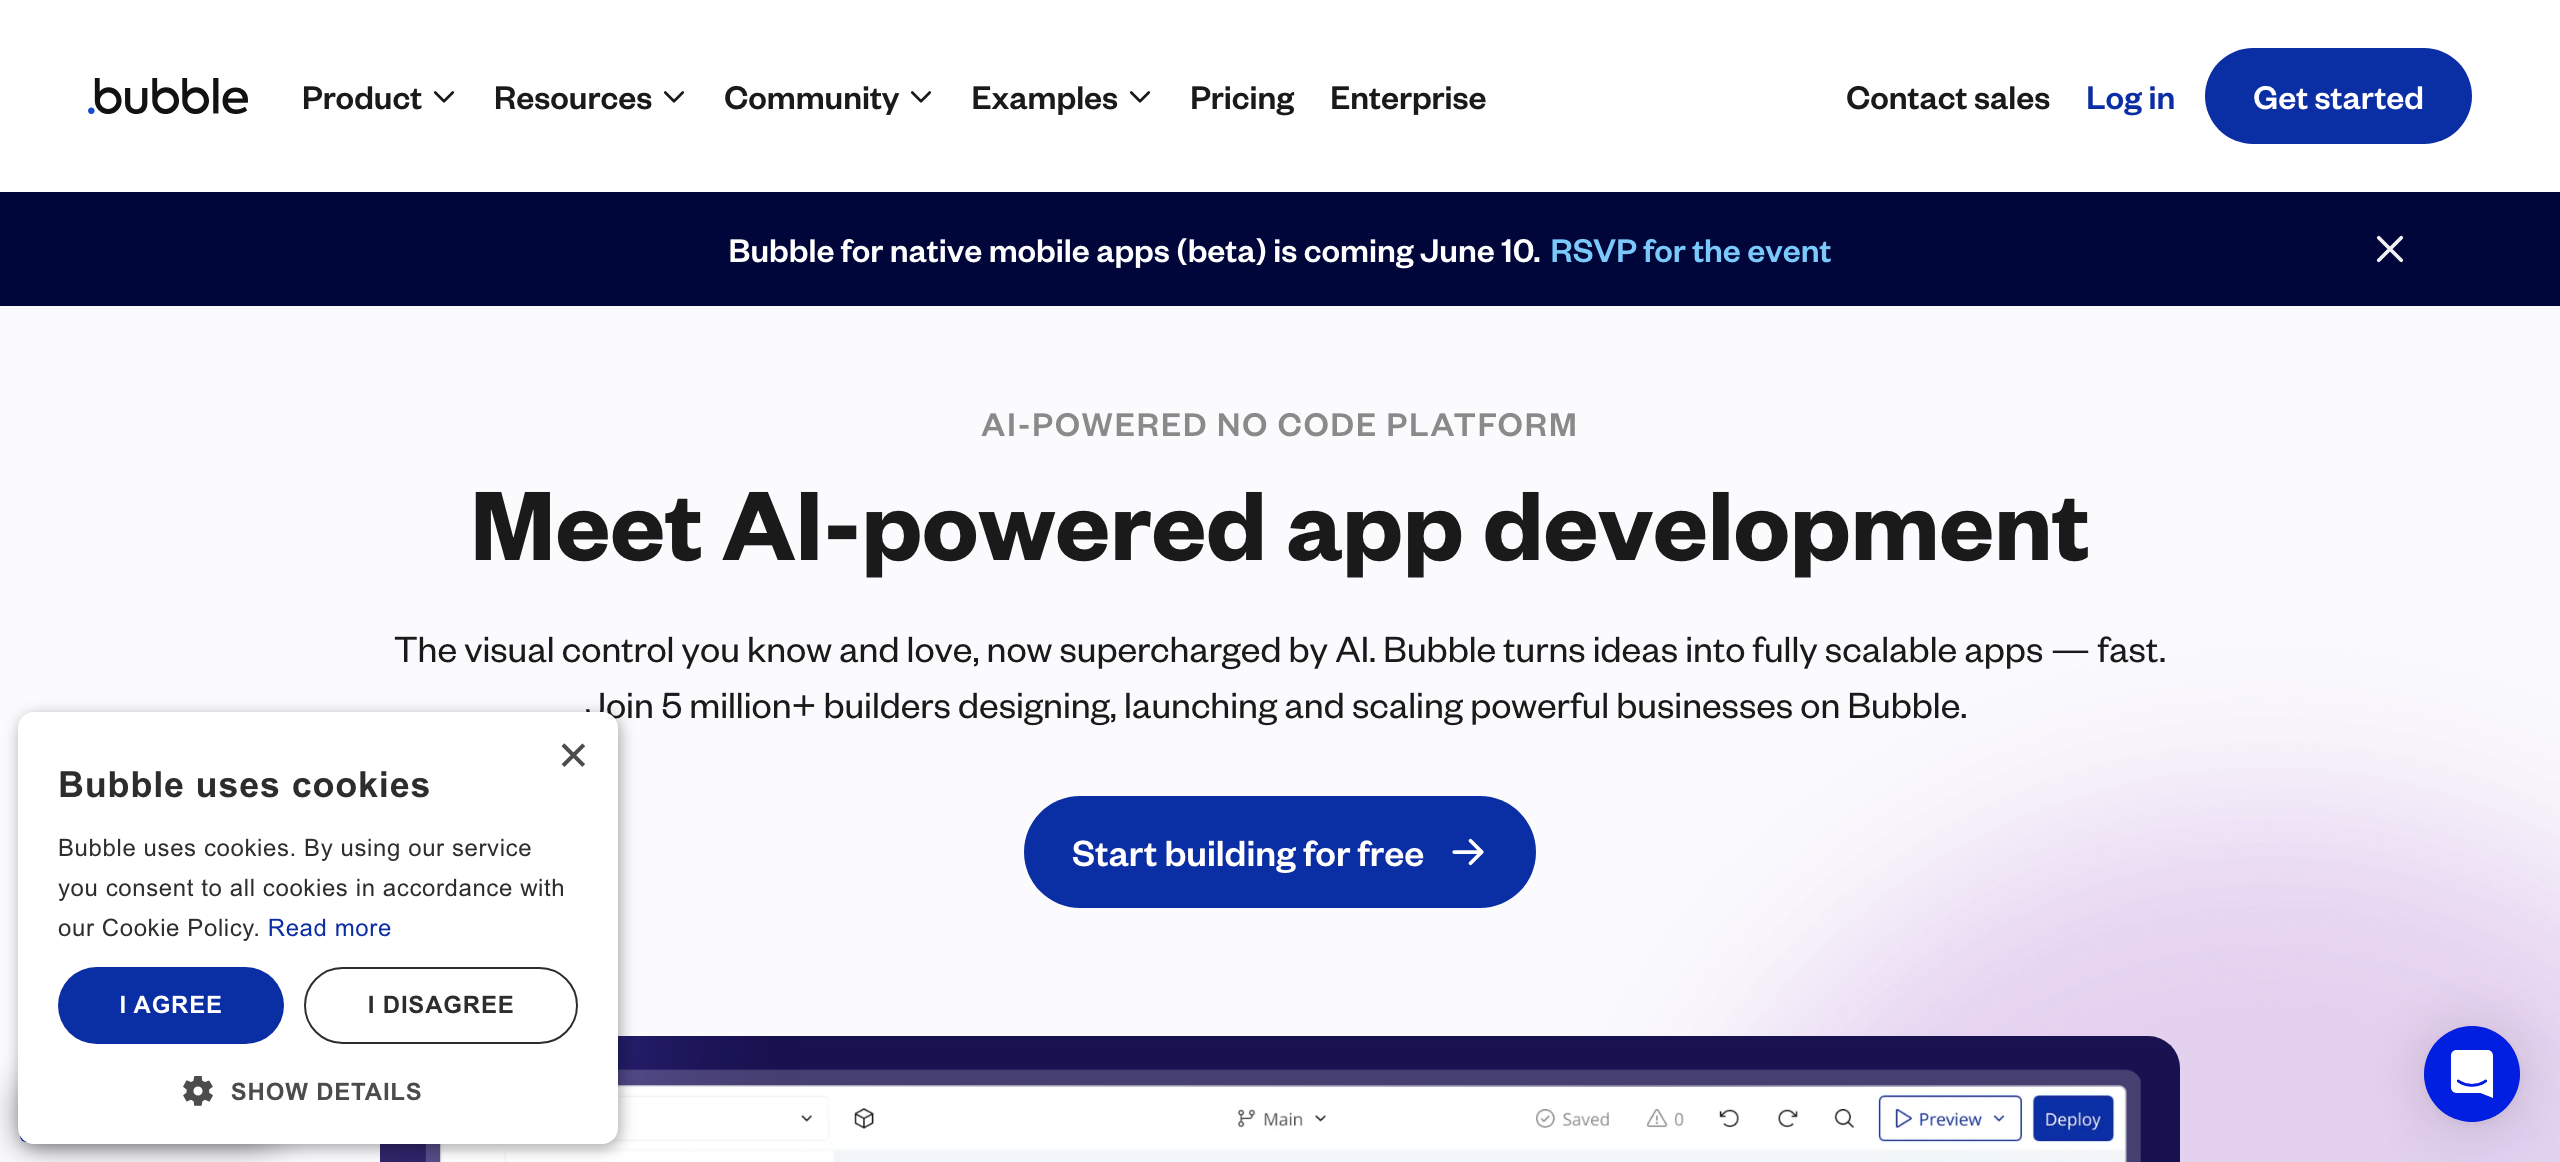 .bubble
Product
Resources
Community
Examples
Pricing
Enterprise
Contact sales
Log in
Get started
Bubble for native mobile apps (beta) is coming June 10. RSVP for the event
AI-POWERED NO CODE PLATFORM
Meet AI-powered app development
The visual control you know and love, now supercharged by AI. Bubble turns ideas into fully scalable apps — fast.
Join 5 million+ builders designing, launching and scaling powerful businesses on Bubble.
Start building for free
Bubble uses cookies
Bubble uses cookies. By using our service
you consent to all cookies in accordance with
our Cookie Policy. Read more
I AGREE
I DISAGREE
SHOW DETAILS
Main
Saved
0
Preview
Deploy